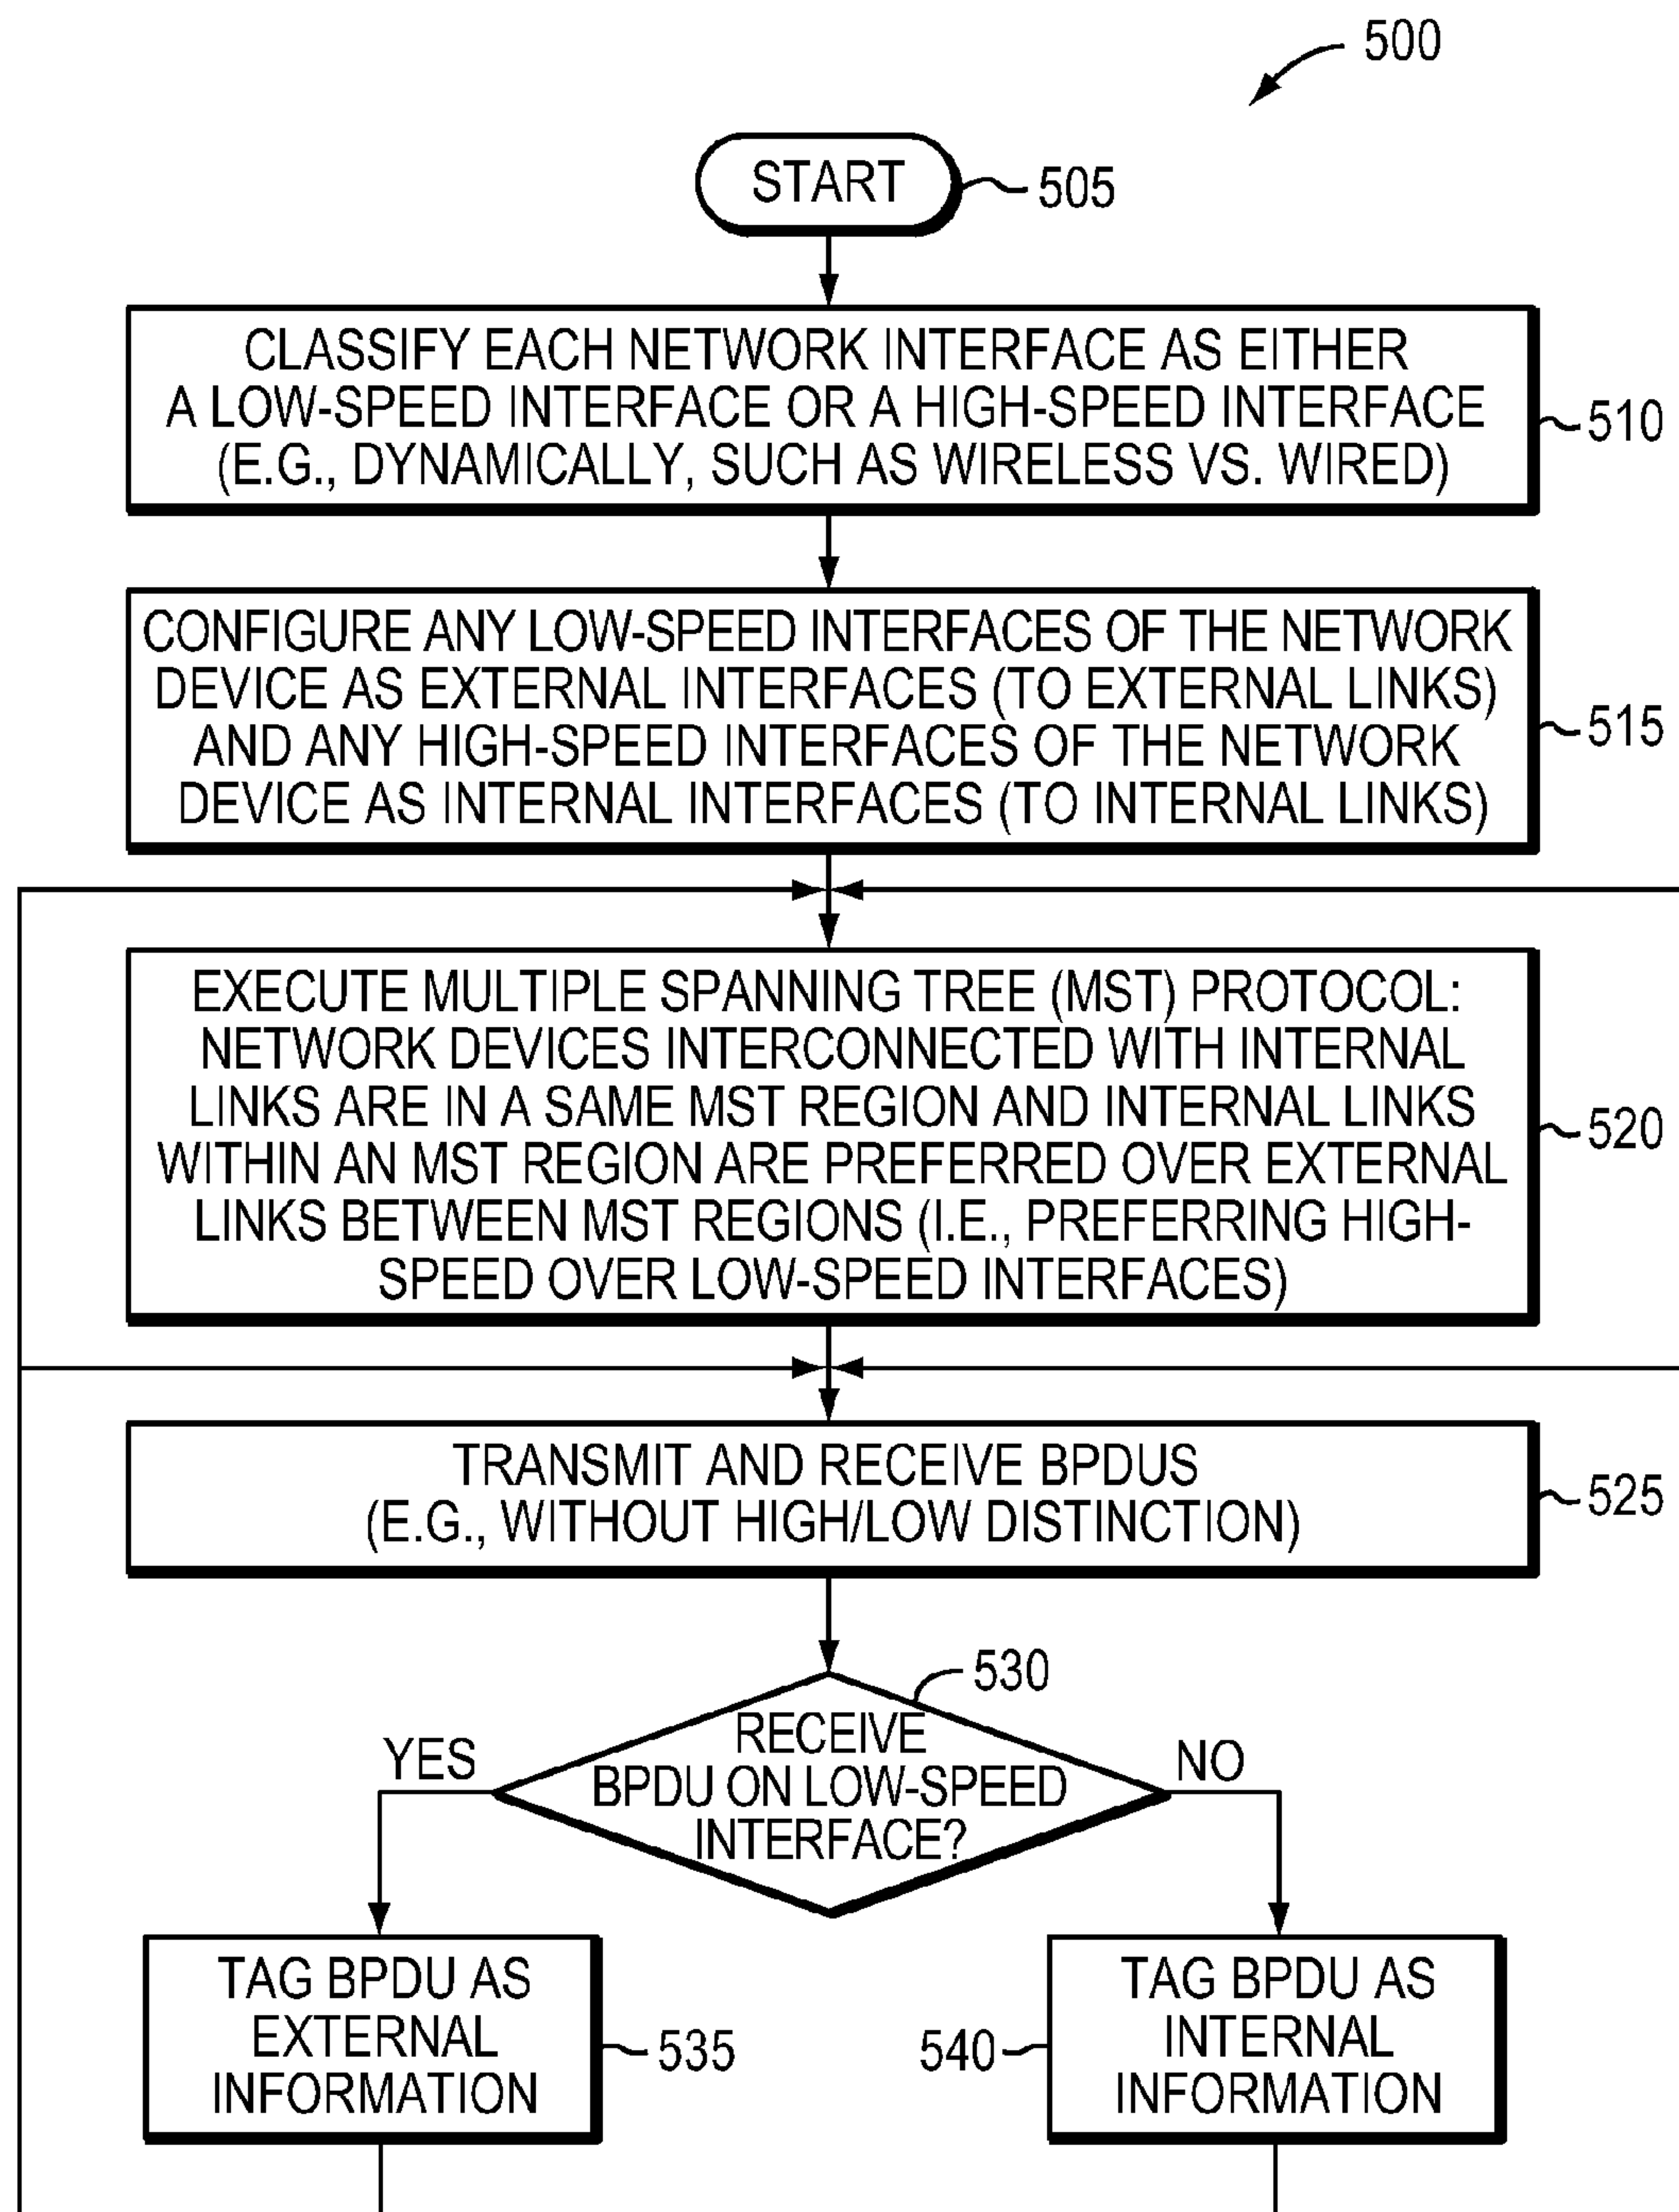 500
START
505
CLASSIFY EACH NETWORK INTERFACE AS EITHER
A LOW-SPEED INTERFACE OR A HIGH-SPEED INTERFACE
(E.G., DYNAMICALLY, SUCH AS WIRELESS VS. WIRED)
510
CONFIGURE ANY LOW-SPEED INTERFACES OF THE NETWORK
DEVICE AS EXTERNAL INTERFACES (TO EXTERNAL LINKS)
AND ANY HIGH-SPEED INTERFACES OF THE NETWORK
DEVICE AS INTERNAL INTERFACES (TO INTERNAL LINKS)
515
EXECUTE MULTIPLE SPANNING TREE (MST) PROTOCOL:
NETWORK DEVICES INTERCONNECTED WITH INTERNAL
LINKS ARE IN A SAME MST REGION AND INTERNAL LINKS
WITHIN AN MST REGION ARE PREFERRED OVER EXTERNAL
LINKS BETWEEN MST REGIONS (I.E., PREFERRING HIGH-
SPEED OVER LOW-SPEED INTERFACES)
520
TRANSMIT AND RECEIVE BPDUS
(E.G., WITHOUT HIGH/LOW DISTINCTION)
525
530
RECEIVE
BPDU ON LOW-SPEED
INTERFACE?
YES
NO
TAG BPDU AS
EXTERNAL
INFORMATION
535
540
TAG BPDU AS
INTERNAL
INFORMATION